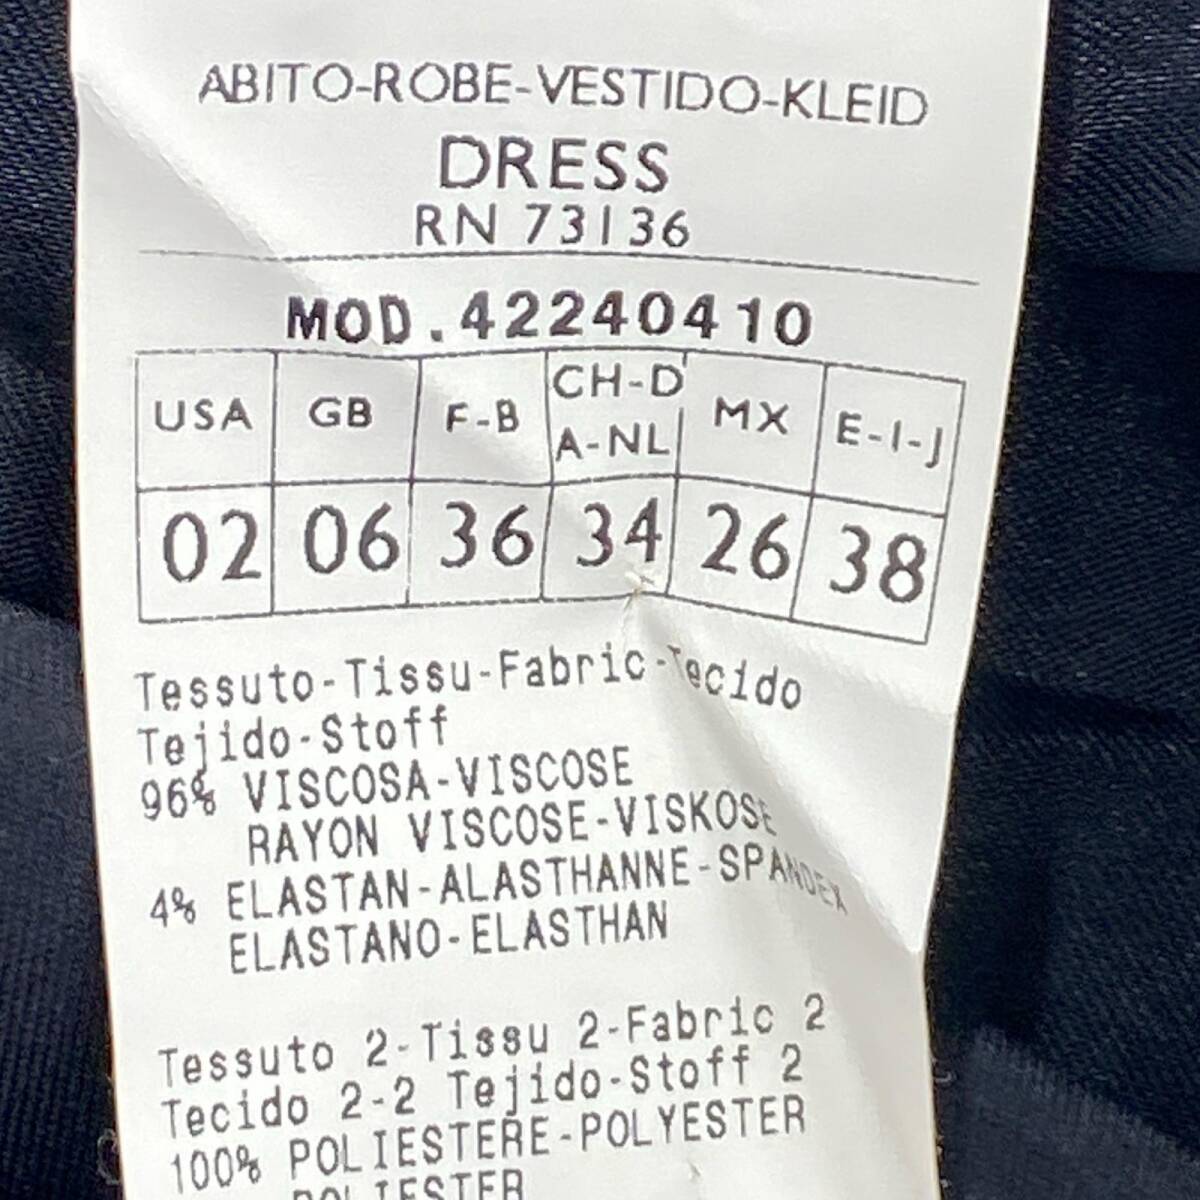 ABITO-ROBE-VESTIDO-KLEID
DRESS
RN 73136
MOD.42240410
USA GB F-B CH-D A-NL MX E-I-J
02 06 36 34 26 38
Tessuto-Tissu-Fabric-Tecido
Tejido-Stoff
96% VISCOSA-VISCOSE
RAYON VISCOSE-VISKOSE
4% ELASTAN-ALASTHANNE-SPANDEX
ELASTANO-ELASTHAN
Tessuto 2-Tissu 2-Fabric 2
Tecido 2-2 Tejido-Stoff 2
100% POLIESTERE-POLYESTER
POLIESTER